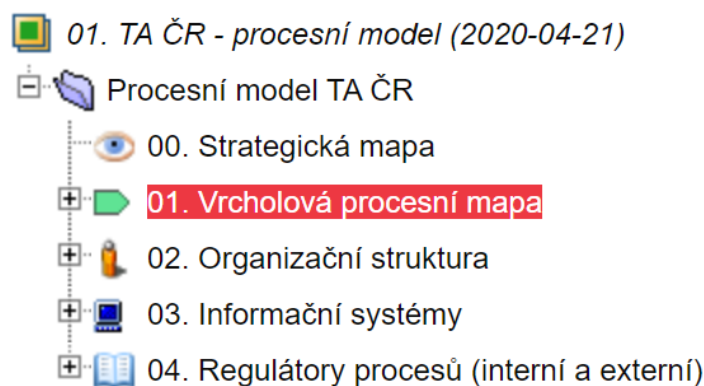 01. TA ČR - procesní model (2020-04-21)
Procesní model TA ČR
00. Strategická mapa
01. Vrcholová procesní mapa
02. Organizační struktura
03. Informační systémy
04. Regulátory procesů (interní a externí)